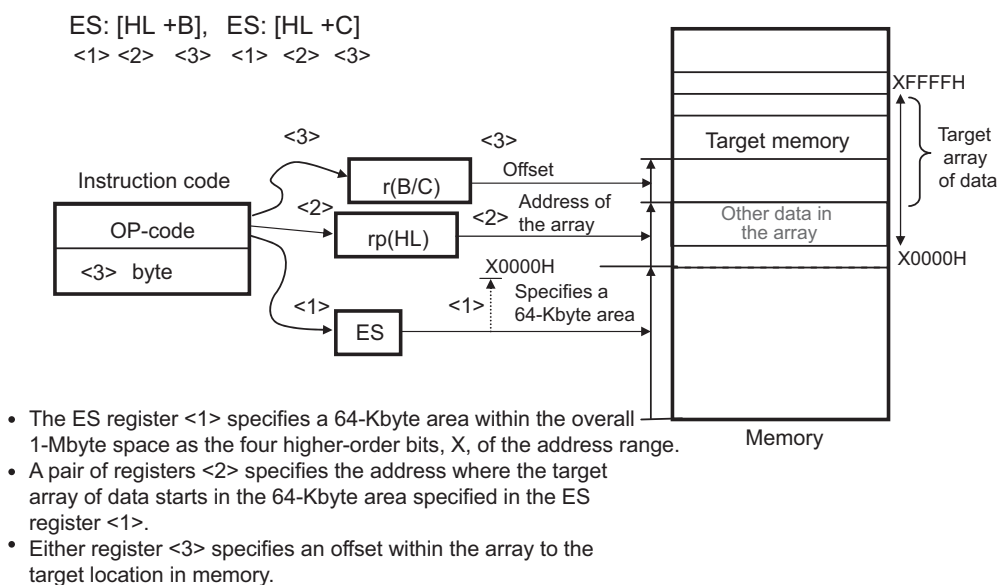 ES: [HL +B], ES: [HL +C]
<1> <2> <3> <1> <2> <3>
XFFFFH
Target memory
Target
array
of data
<3>
<3>
Offset
Instruction code
r(B/C)
OP-code
<2>
rp(HL)
<2>
Address of
the array
Other data in
the array
<3> byte
X0000H
X0000H
<1>
ES
<1>
Specifies a
64-Kbyte area
Memory
• The ES register <1> specifies a 64-Kbyte area within the overall
1-Mbyte space as the four higher-order bits, X, of the address range.
• A pair of registers <2> specifies the address where the target
array of data starts in the 64-Kbyte area specified in the ES
register <1>.
• Either register <3> specifies an offset within the array to the
target location in memory.